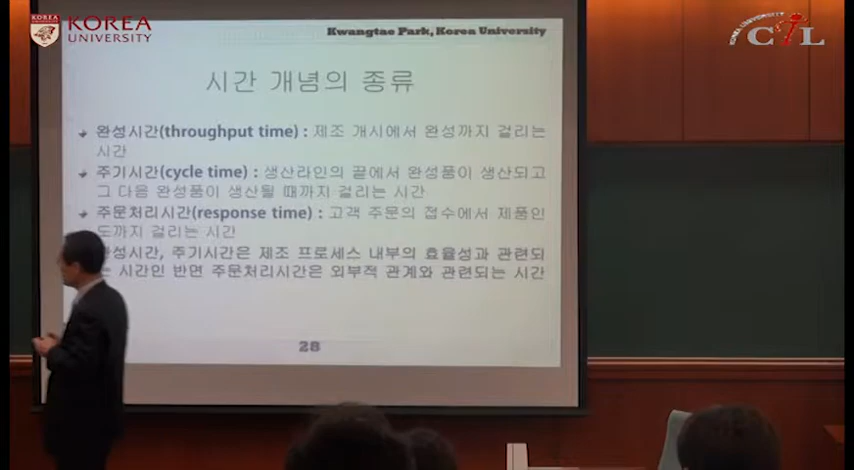 KOREA
UNIVERSITY
Kwangtae Park, Korea University
KOREA UNIVERSITY
CTL
시간 개념의 종류
완성시간(throughput time) : 제조 개시에서 완성까지 걸리는
시간
주기시간(cycle time) : 생산라인의 끝에서 완성품이 생산되고
그 다음 완성품이 생산될 때까지 걸리는 시간
주문처리시간(response time) : 고객 주문의 접수에서 제품인
도까지 걸리는 시간
완성시간, 주기시간은 제조 프로세스 내부의 효율성과 관련되
는 시간인 반면 주문처리시간은 외부적 관계와 관련되는 시간
28